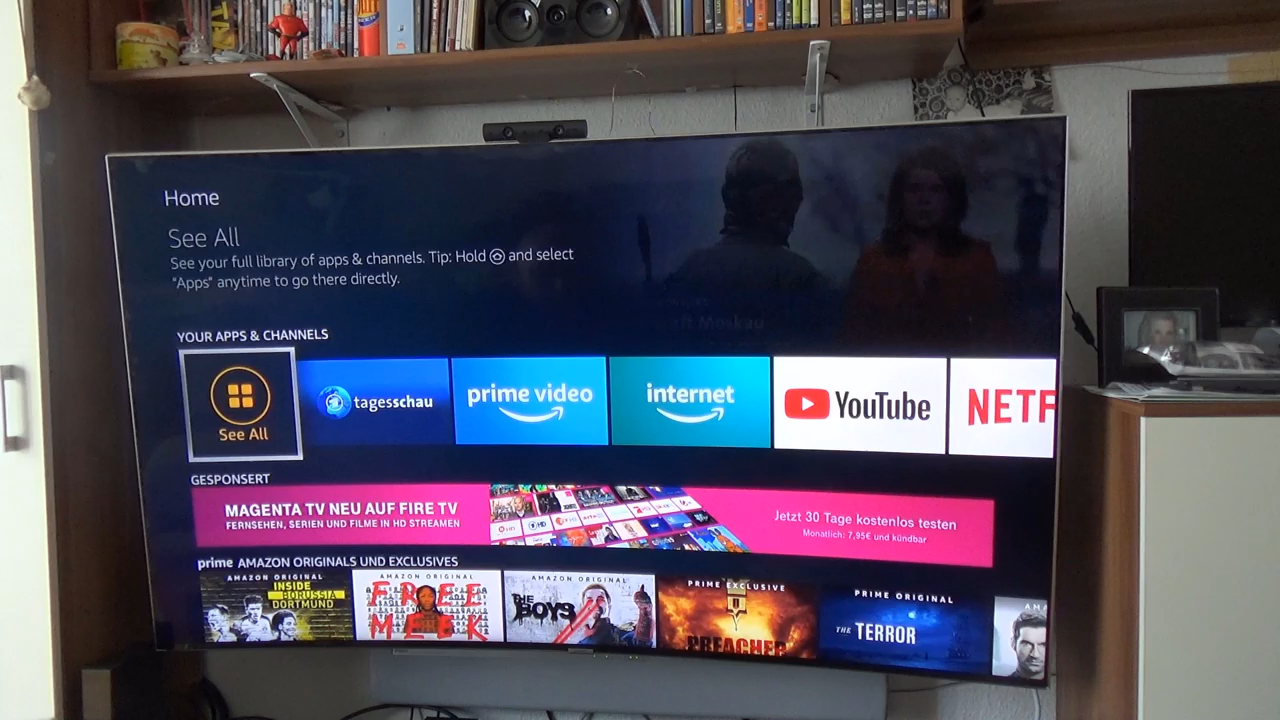 Home
See All
See your full library of apps & channels. Tip: Hold and select
"Apps" anytime to go there directly.
YOUR APPS & CHANNELS
See All
tagesschau
prime video
internet
YouTube
NETF
GESPONSERT
MAGENTA TV NEU AUF FIRE TV
FERNSEHEN, SERIEN UND FILME IN HD STREAMEN
Jetzt 30 Tage kostenlos testen
Monatlich: 7,95€ und kündbar
prime AMAZON ORIGINALS UND EXCLUSIVES
AMAZON ORIGINAL
INSIDE
BORUSSIA
DORTMUND
AMAZON ORIGINAL
FREE
MEEK
AMAZON ORIGINAL
THE
BOYS
PRIME EXCLUSIVE
PREACHER
PRIME ORIGINAL
THE TERROR
AMA